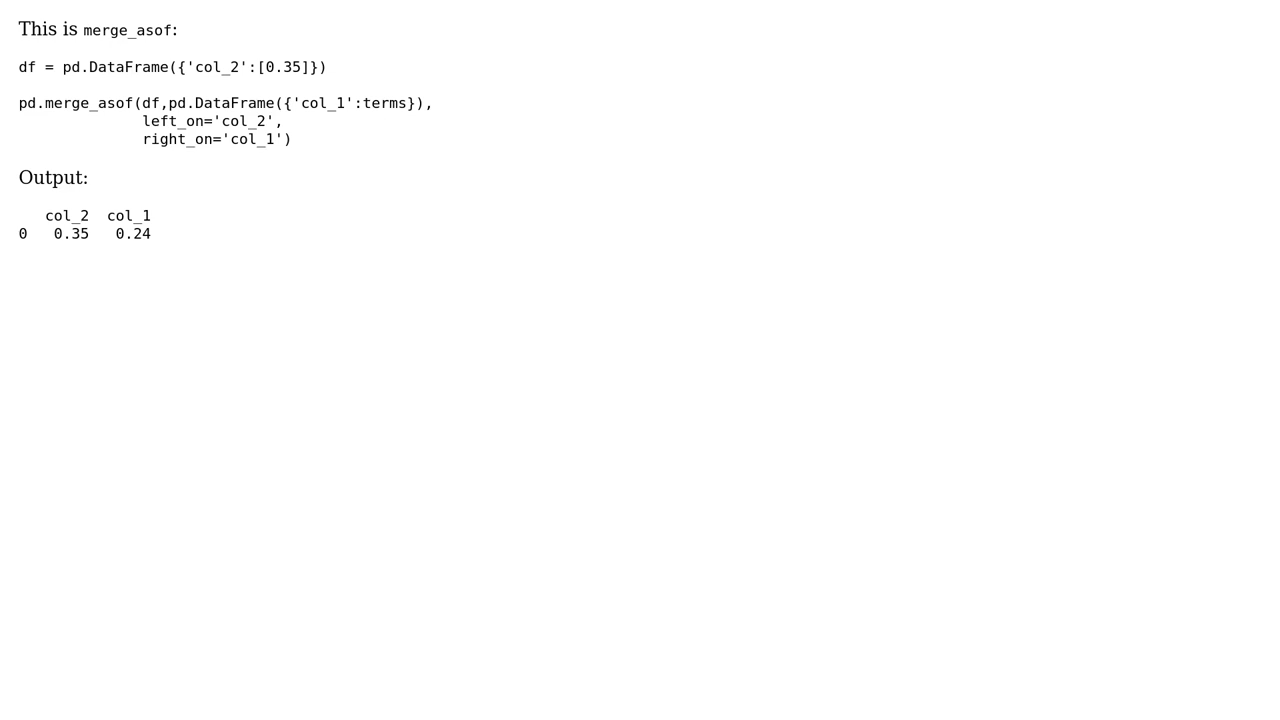 This is merge_asof:
df = pd.DataFrame({'col_2':[0.35]})
pd.merge_asof(df,pd.DataFrame({'col_1':terms}),
              left_on='col_2',
              right_on='col_1')
Output:
   col_2  col_1
0   0.35   0.24